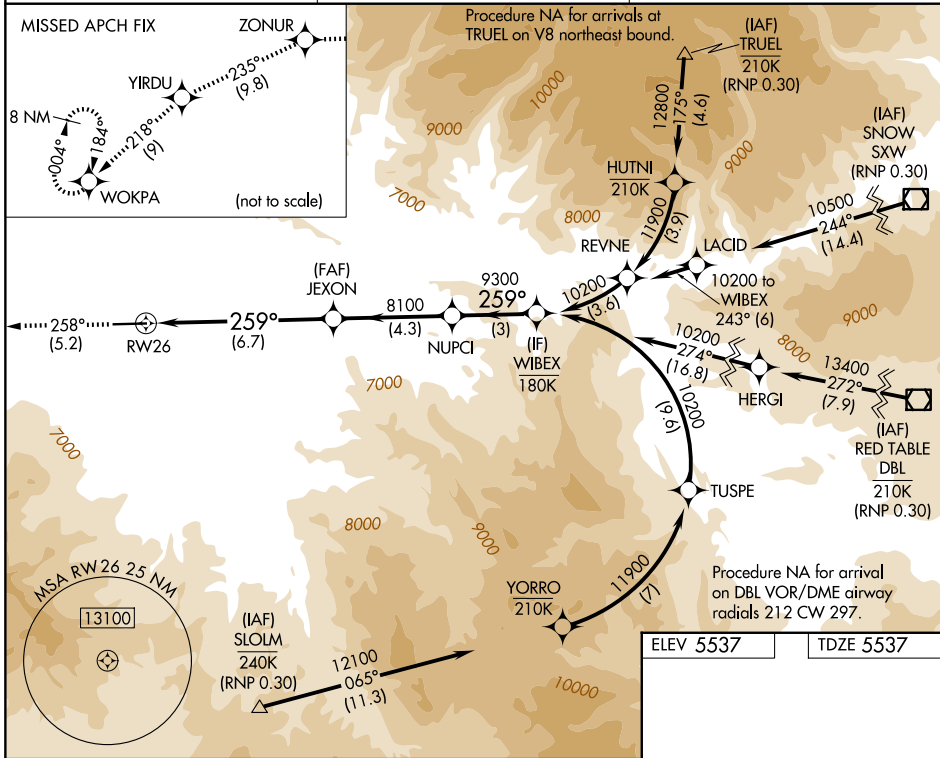 MISSED APCH FIX
ZONUR
235°
(9.8)
YIRDU
218°
(9)
8 NM
004°
184°
WOKPA
(not to scale)
Procedure NA for arrivals at
TRUEL on V8 northeast bound.
(IAF)
TRUEL
210K
(RNP 0.30)
12800
175°
(4.6)
10000
9000
9000
7000
8000
HUTNI
210K
11900
(3.9)
(IAF)
SNOW
SXW
(RNP 0.30)
10500
244°
(14.4)
REVNE
LACID
10200 to
WIBEX
243° (6)
10200
(3.6)
9000
8000
(FAF)
JEXON
9300
259°
(3)
8100
(4.3)
NUPCI
(IF)
WIBEX
180K
258°
(5.2)
RW26
259°
(6.7)
10200
274°
(16.8)
HERGI
13400
272°
(7.9)
(IAF)
RED TABLE
DBL
210K
(RNP 0.30)
7000
7000
10200
(9.6)
TUSPE
8000
9000
11900
(7)
YORRO
210K
Procedure NA for arrival
on DBL VOR/DME airway
radials 212 CW 297.
MSA RW26 25 NM
13100
(IAF)
SLOLM
240K
(RNP 0.30)
12100
065°
(11.3)
10000
ELEV 5537
TDZE 5537